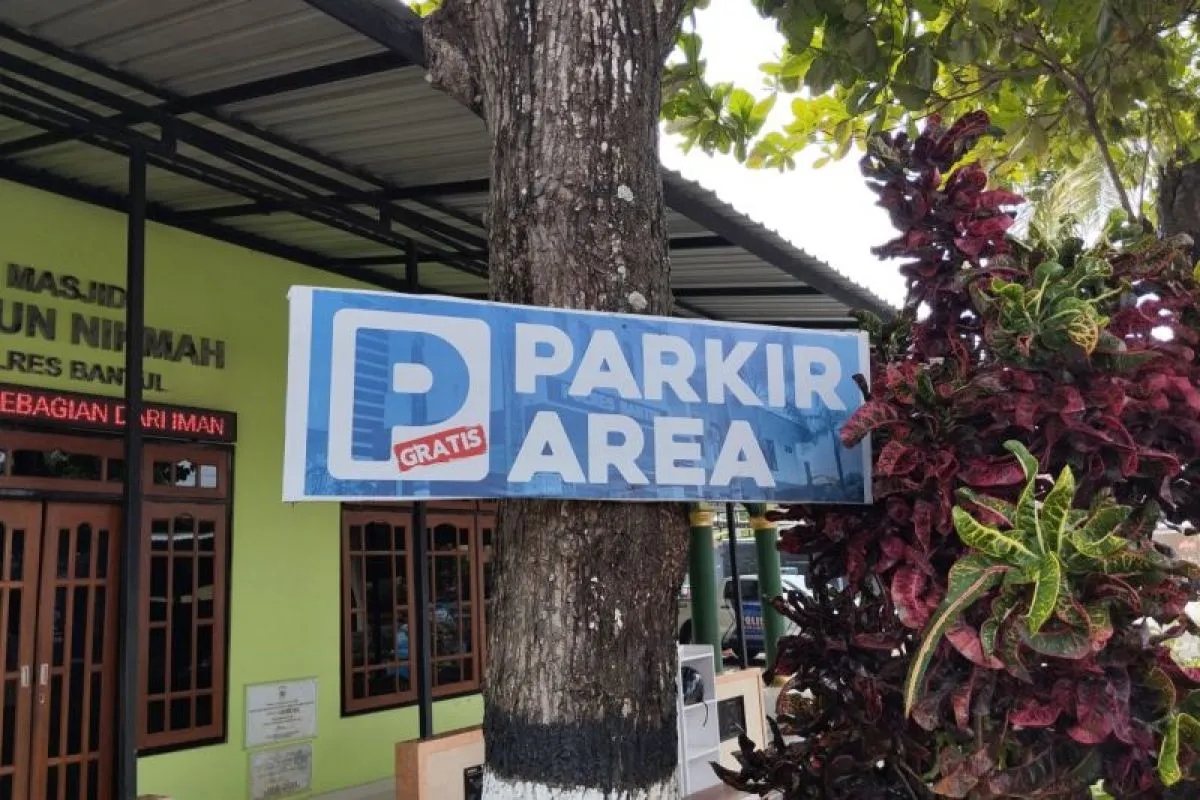 MASJID
UN NIKMAH
LRES BANTUL
EBAGIAN DARI IMAN
P
GRATIS
PARKIR
AREA